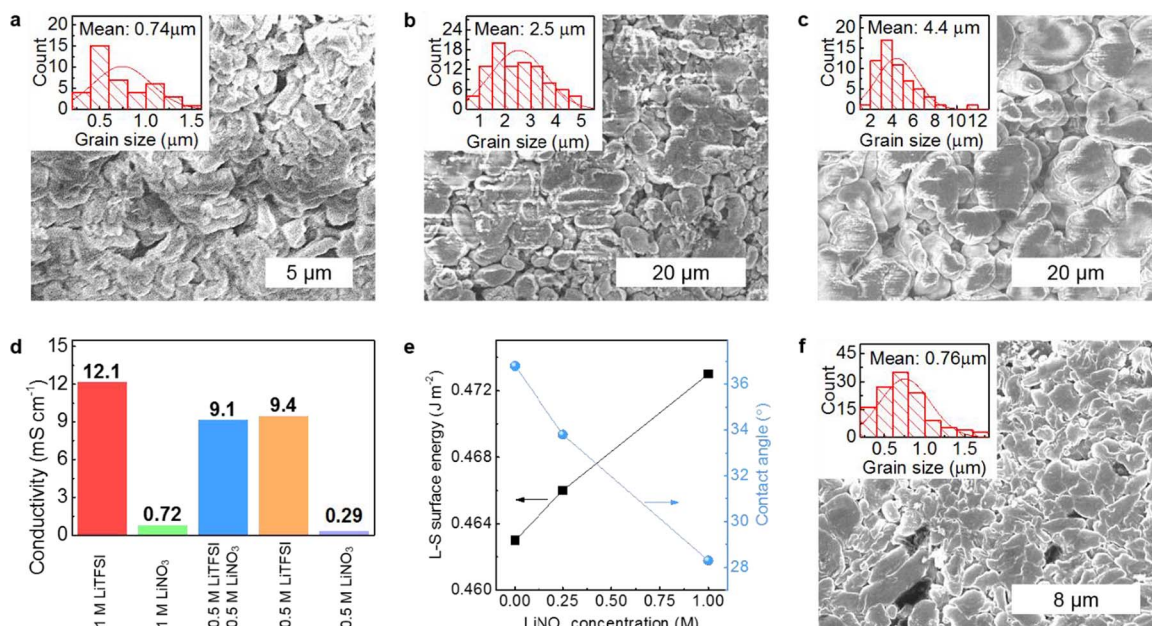 a
Mean: 0.74µm
20
15
10
5
0
Count
0.5 1.0 1.5
Grain size (µm)
5 µm
b
Mean: 2.5 µm
24
18
12
6
0
Count
1 2 3 4 5
Grain size (µm)
20 µm
c
Mean: 4.4 µm
20
15
10
5
0
Count
2 4 6 8 10 12
Grain size (µm)
20 µm
d
Conductivity (mS cm⁻¹)
15
12
9
6
3
0
12.1
0.72
9.1
9.4
0.29
1 M LiTFSI
1 M LiNO₃
0.5 M LiTFSI
0.5 M LiNO₃
0.5 M LiTFSI
0.5 M LiNO₃
e
L-S surface energy (J m⁻²)
0.472
0.468
0.464
0.460
Contact angle (°)
36
34
32
30
28
0.00 0.25 0.50 0.75 1.00
LiNO concentration (M)
f
Mean: 0.76µm
45
30
15
0
Count
0.5 1.0 1.5
Grain size (µm)
8 µm